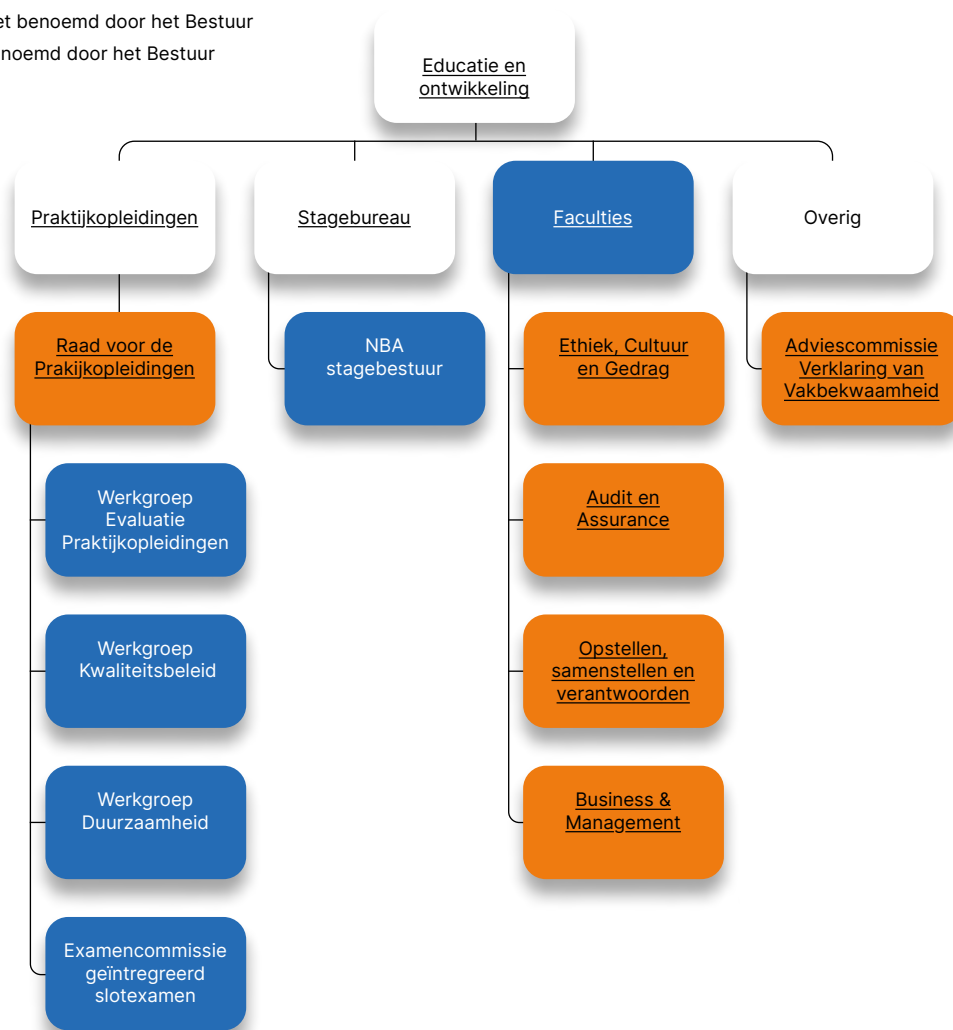 et benoemd door het Bestuur
noemd door het Bestuur
Educatie en
ontwikkeling
Praktijkopleidingen
Stagebureau
Faculties
Overig
Raad voor de
Prakijkopleidingen
NBA
stagebestuur
Ethiek, Cultuur
en Gedrag
Adviescommissie
Verklaring van
Vakbekwaamheid
Werkgroep
Evaluatie
Praktijkopleidingen
Audit en
Assurance
Werkgroep
Kwaliteitsbeleid
Opstellen,
samenstellen en
verantwoorden
Werkgroep
Duurzaamheid
Business &
Management
Examencommissie
geïntregreerd
slotexamen